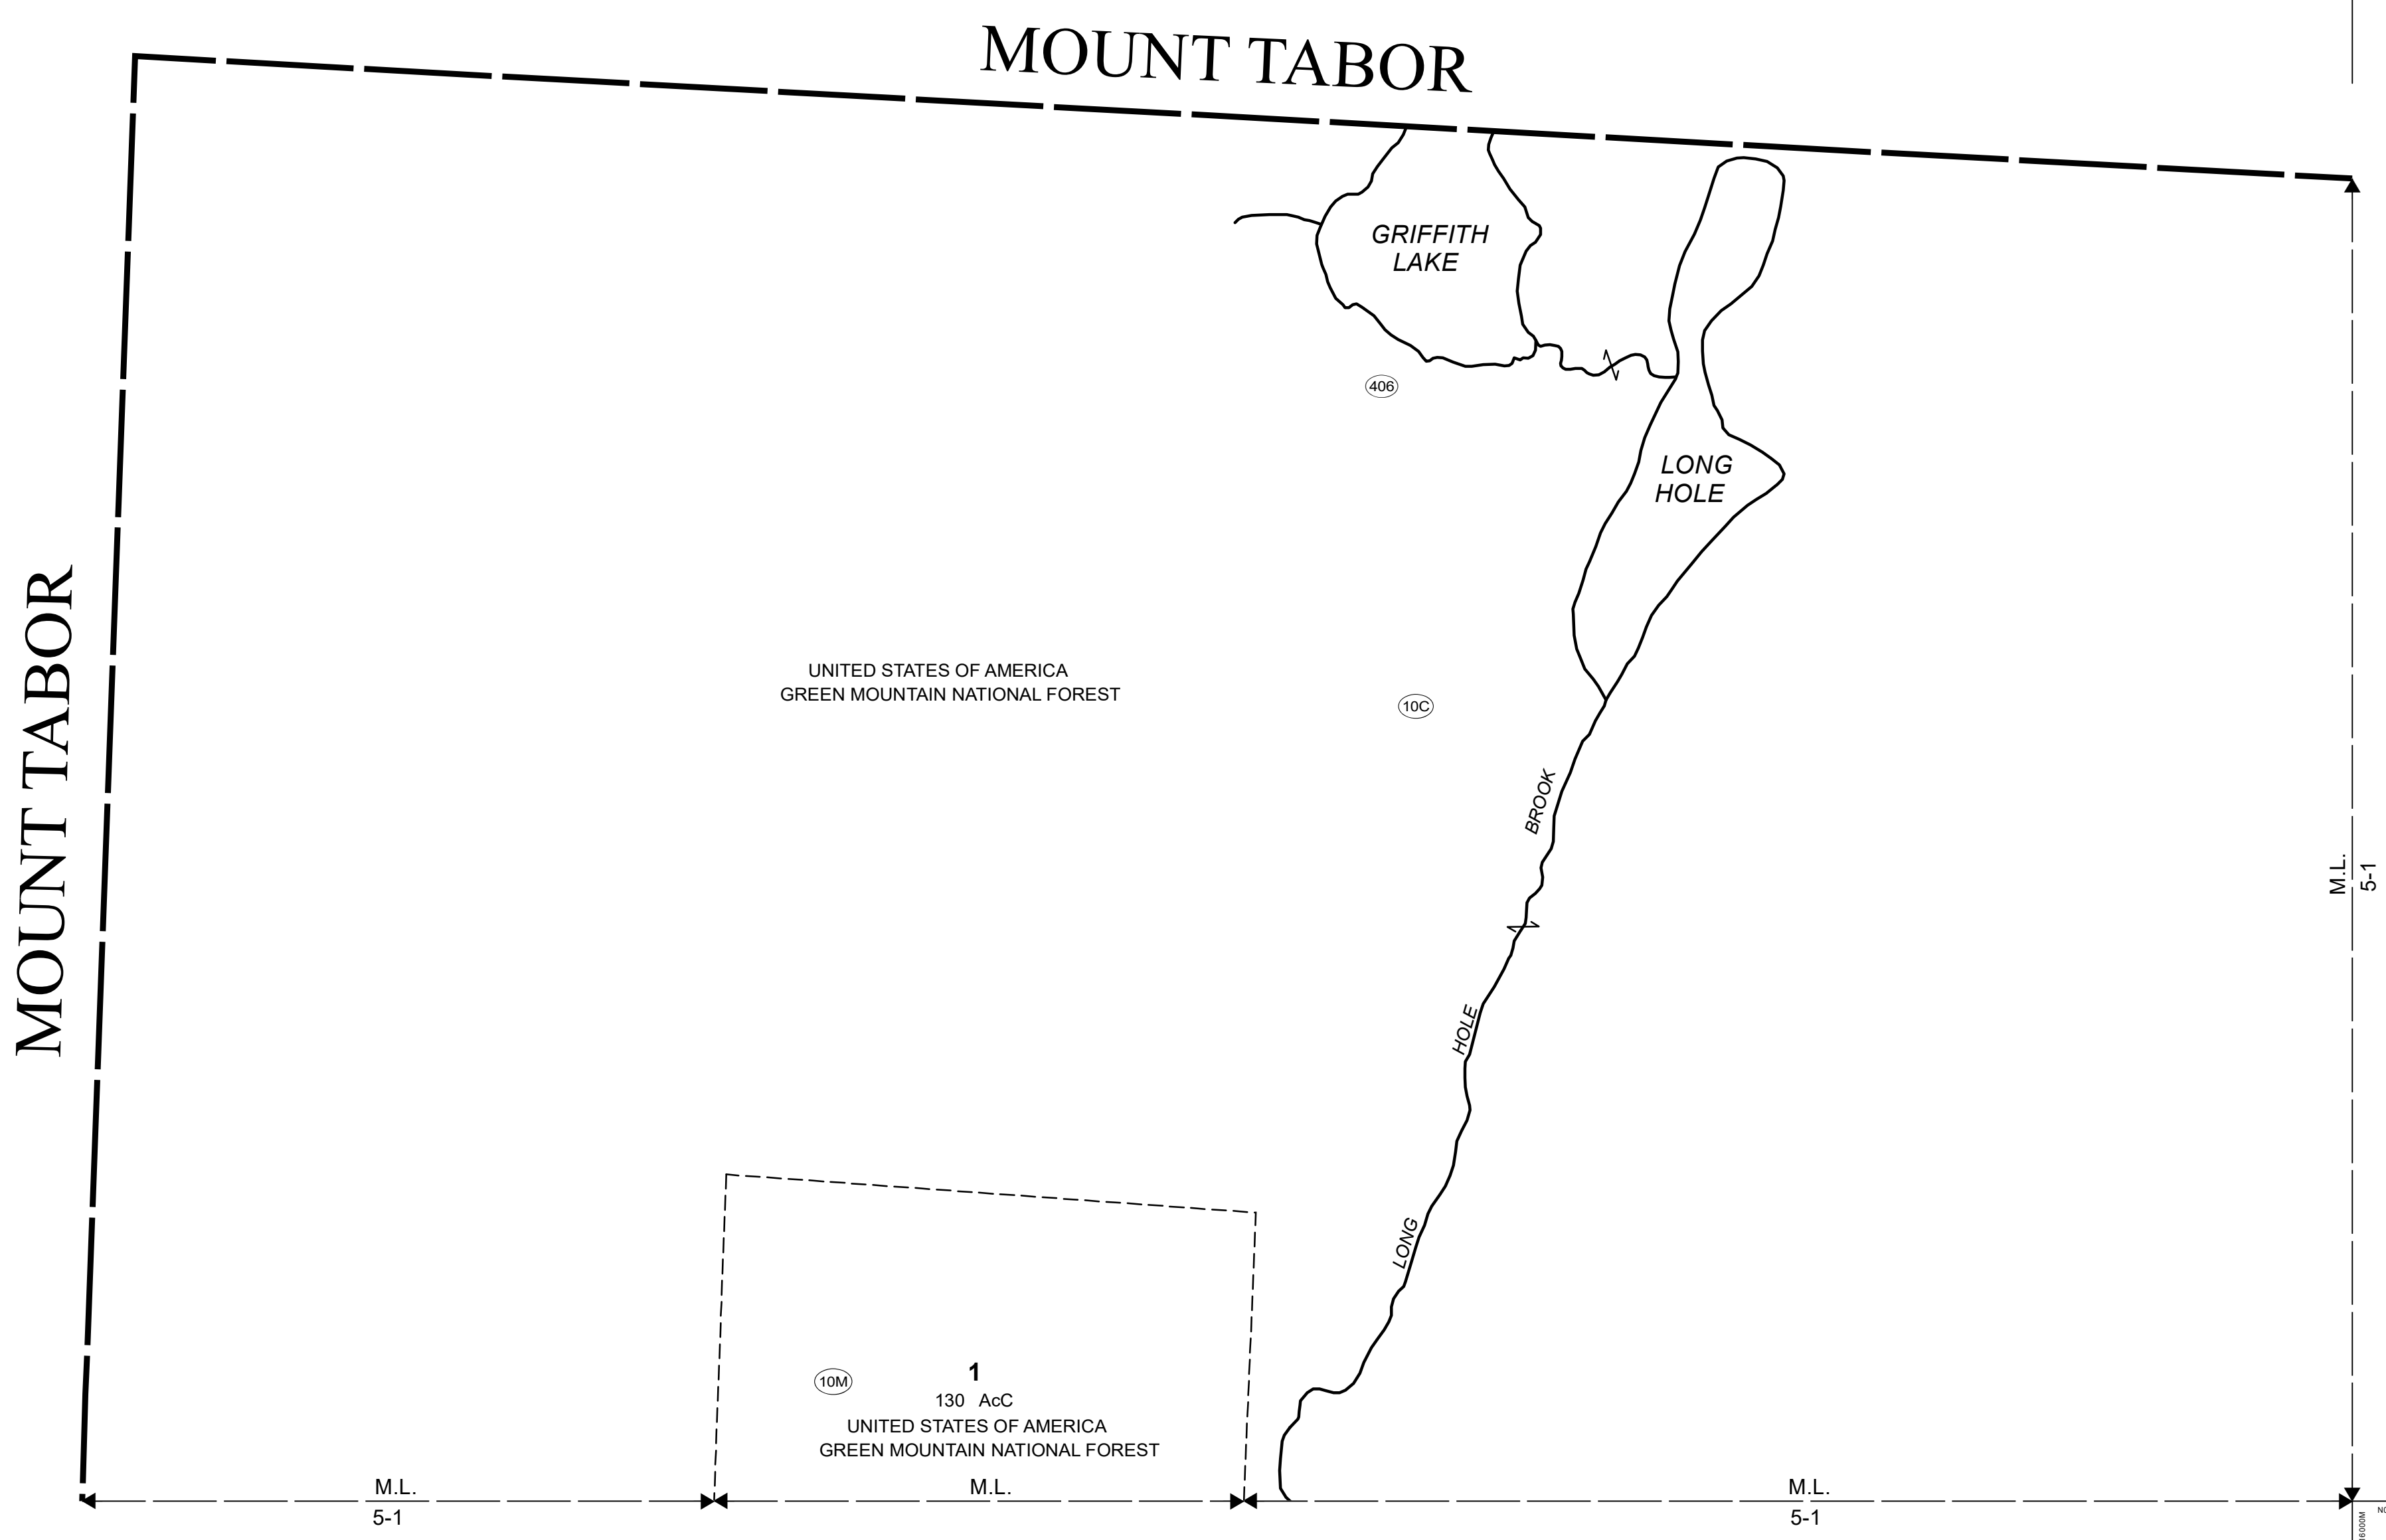 MOUNT TABOR
GRIFFITH
LAKE
406
LONG
HOLE
MOUNT TABOR
UNITED STATES OF AMERICA
GREEN MOUNTAIN NATIONAL FOREST
10C
BROOK
M.L.
5-1
HOLE
LONG
10M
1
130 AcC
UNITED STATES OF AMERICA
GREEN MOUNTAIN NATIONAL FOREST
M.L.
M.L.
M.L.
5-1
5-1